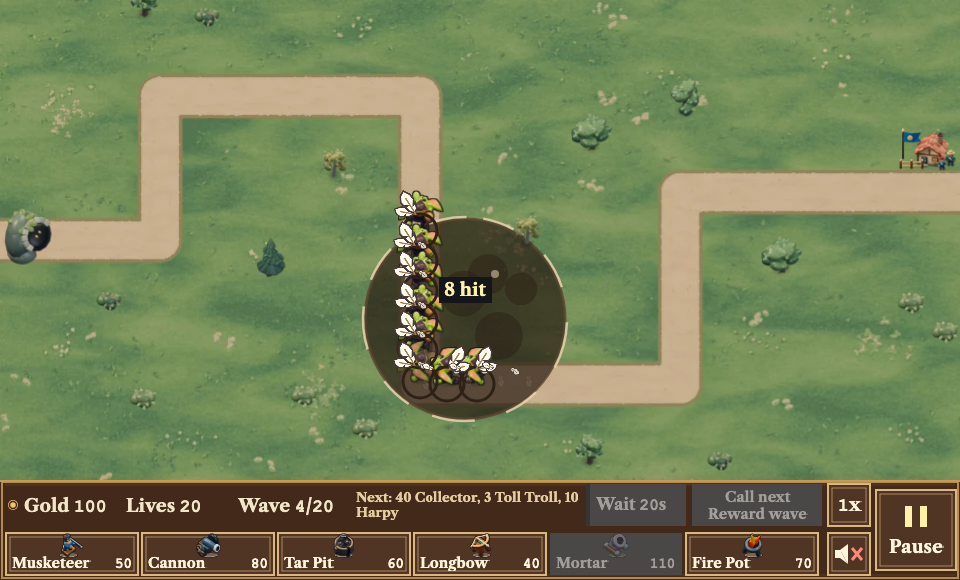 8 hit
Gold 100
Lives 20
Wave 4/20
Next: 40 Collector, 3 Toll Troll, 10
Harpy
Wait 20s
Call next
Reward wave
1x
Pause
Musketeer 50
Cannon 80
Tar Pit 60
Longbow 40
Mortar 110
Fire Pot 70